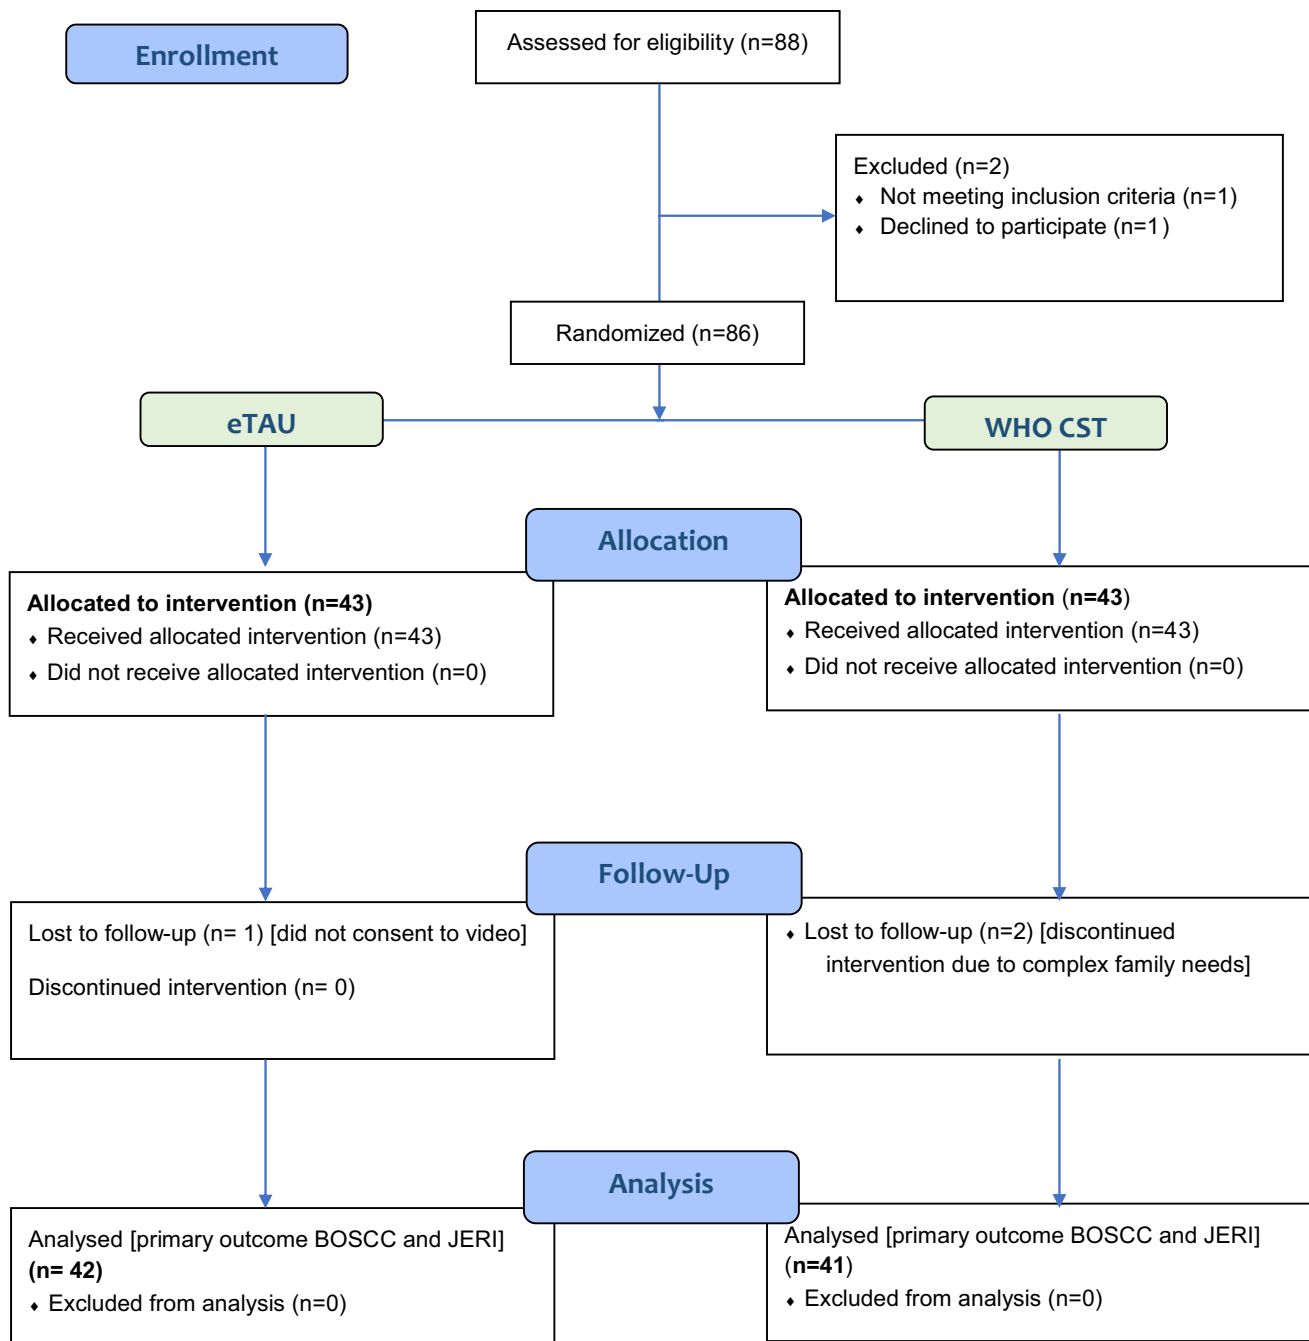 Enrollment
Assessed for eligibility (n=88)
Excluded (n=2)
⬧ Not meeting inclusion criteria (n=1)
⬧ Declined to participate (n=1)
Randomized (n=86)
eTAU
WHO CST
Allocation
Allocated to intervention (n=43)
⬧ Received allocated intervention (n=43)
⬧ Did not receive allocated intervention (n=0)
Allocated to intervention (n=43)
⬧ Received allocated intervention (n=43)
⬧ Did not receive allocated intervention (n=0)
Follow-Up
Lost to follow-up (n= 1) [did not consent to video]
Discontinued intervention (n= 0)
⬧ Lost to follow-up (n=2) [discontinued
intervention due to complex family needs]
Analysis
Analysed [primary outcome BOSCC and JERI]
(n= 42)
⬧ Excluded from analysis (n=0)
Analysed [primary outcome BOSCC and JERI]
(n=41)
⬧ Excluded from analysis (n=0)